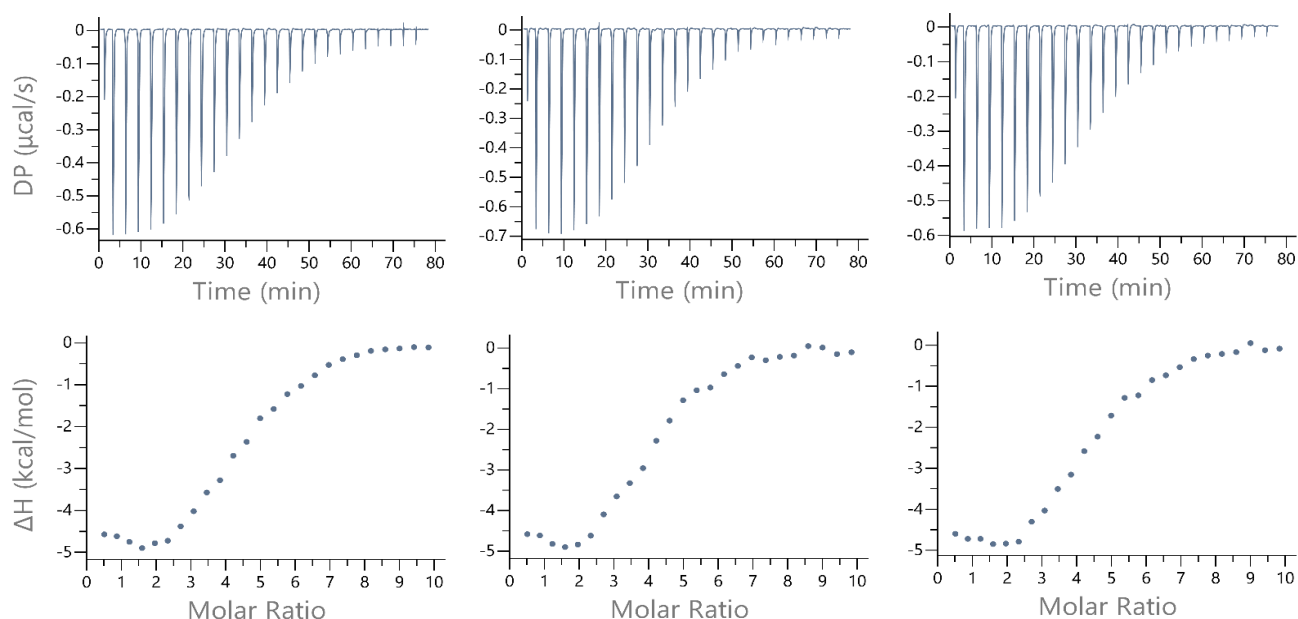 DP (μcal/s)
0
-0.1
-0.2
-0.3
-0.4
-0.5
-0.6
0 10 20 30 40 50 60 70 80
Time (min)
0
-0.1
-0.2
-0.3
-0.4
-0.5
-0.6
-0.7
0 10 20 30 40 50 60 70 80
Time (min)
0
-0.1
-0.2
-0.3
-0.4
-0.5
-0.6
0 10 20 30 40 50 60 70 80
Time (min)
ΔH (kcal/mol)
0
-1
-2
-3
-4
-5
0 1 2 3 4 5 6 7 8 9 10
Molar Ratio
0
-1
-2
-3
-4
-5
0 1 2 3 4 5 6 7 8 9 10
Molar Ratio
0
-1
-2
-3
-4
-5
0 1 2 3 4 5 6 7 8 9 10
Molar Ratio